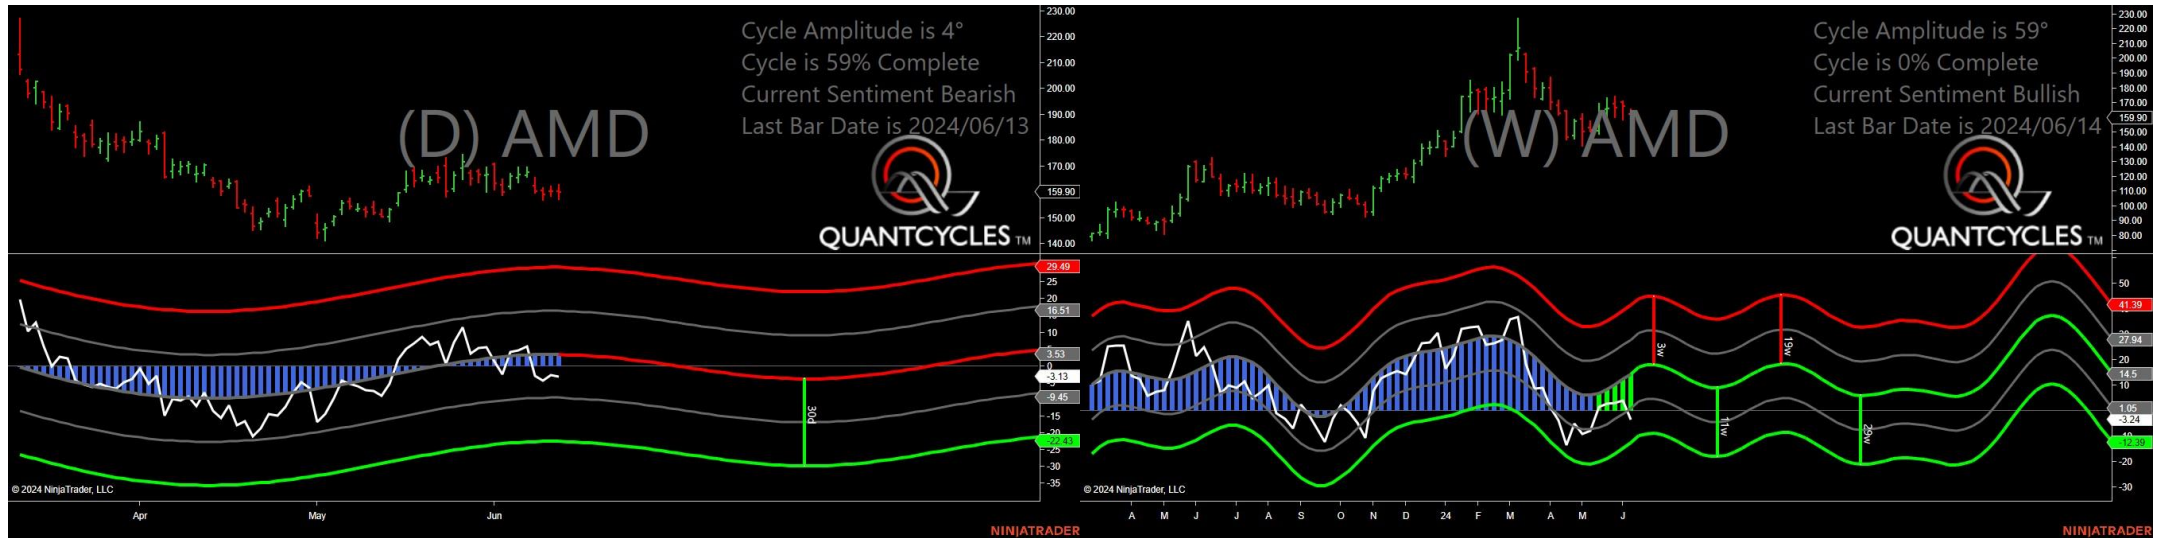 Cycle Amplitude is 4°
Cycle is 59% Complete
Current Sentiment Bearish
Last Bar Date is 2024/06/13
(D) AMD
QUANTCYCLES TM
230.00
220.00
210.00
200.00
190.00
180.00
170.00
159.90
150.00
140.00
29.49
25
20
16.51
10
3.53
0
-3.13
-9.45
-15
-22.43
-25
-30
-35
30d
© 2024 NinjaTrader, LLC
Apr May Jun
NINJATRADER
Cycle Amplitude is 59°
Cycle is 0% Complete
Current Sentiment Bullish
Last Bar Date is 2024/06/14
(W) AMD
QUANTCYCLES TM
230.00
220.00
210.00
200.00
190.00
180.00
170.00
159.90
150.00
140.00
130.00
120.00
110.00
100.00
90.00
80.00
50
41.39
27.94
20
14.5
10
1.05
-3.24
-12.39
-20
-30
3w
11w
19w
29w
© 2024 NinjaTrader, LLC
A M J J A S O N D 24 F M A M J
NINJATRADER